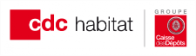 cdc habitat
GROUPE
Caisse
des Dépôts